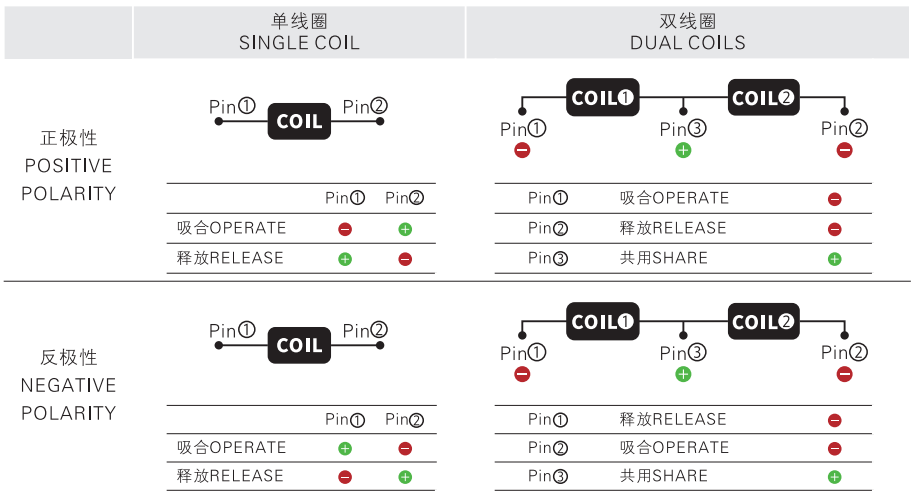 单线圈
SINGLE COIL
双线圈
DUAL COILS
正极性
POSITIVE
POLARITY
Pin① COIL Pin②
COIL❶ COIL❷
Pin① Pin③ Pin②
Pin① Pin②
吸合OPERATE
释放RELEASE
Pin① 吸合OPERATE
Pin② 释放RELEASE
Pin③ 共用SHARE
反极性
NEGATIVE
POLARITY
Pin① COIL Pin②
COIL❶ COIL❷
Pin① Pin③ Pin②
Pin① Pin②
吸合OPERATE
释放RELEASE
Pin① 释放RELEASE
Pin② 吸合OPERATE
Pin③ 共用SHARE